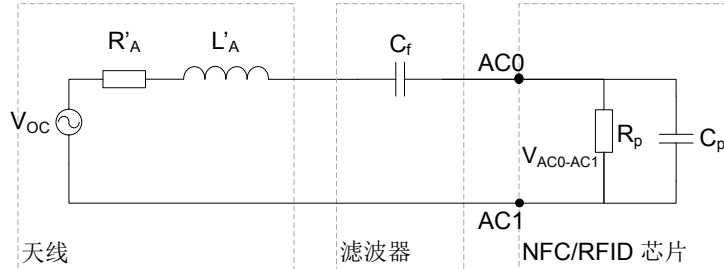 R'A
L'A
Cf
AC0
VOC
Rp
Cp
VAC0-AC1
AC1
天线
滤波器
NFC/RFID 芯片